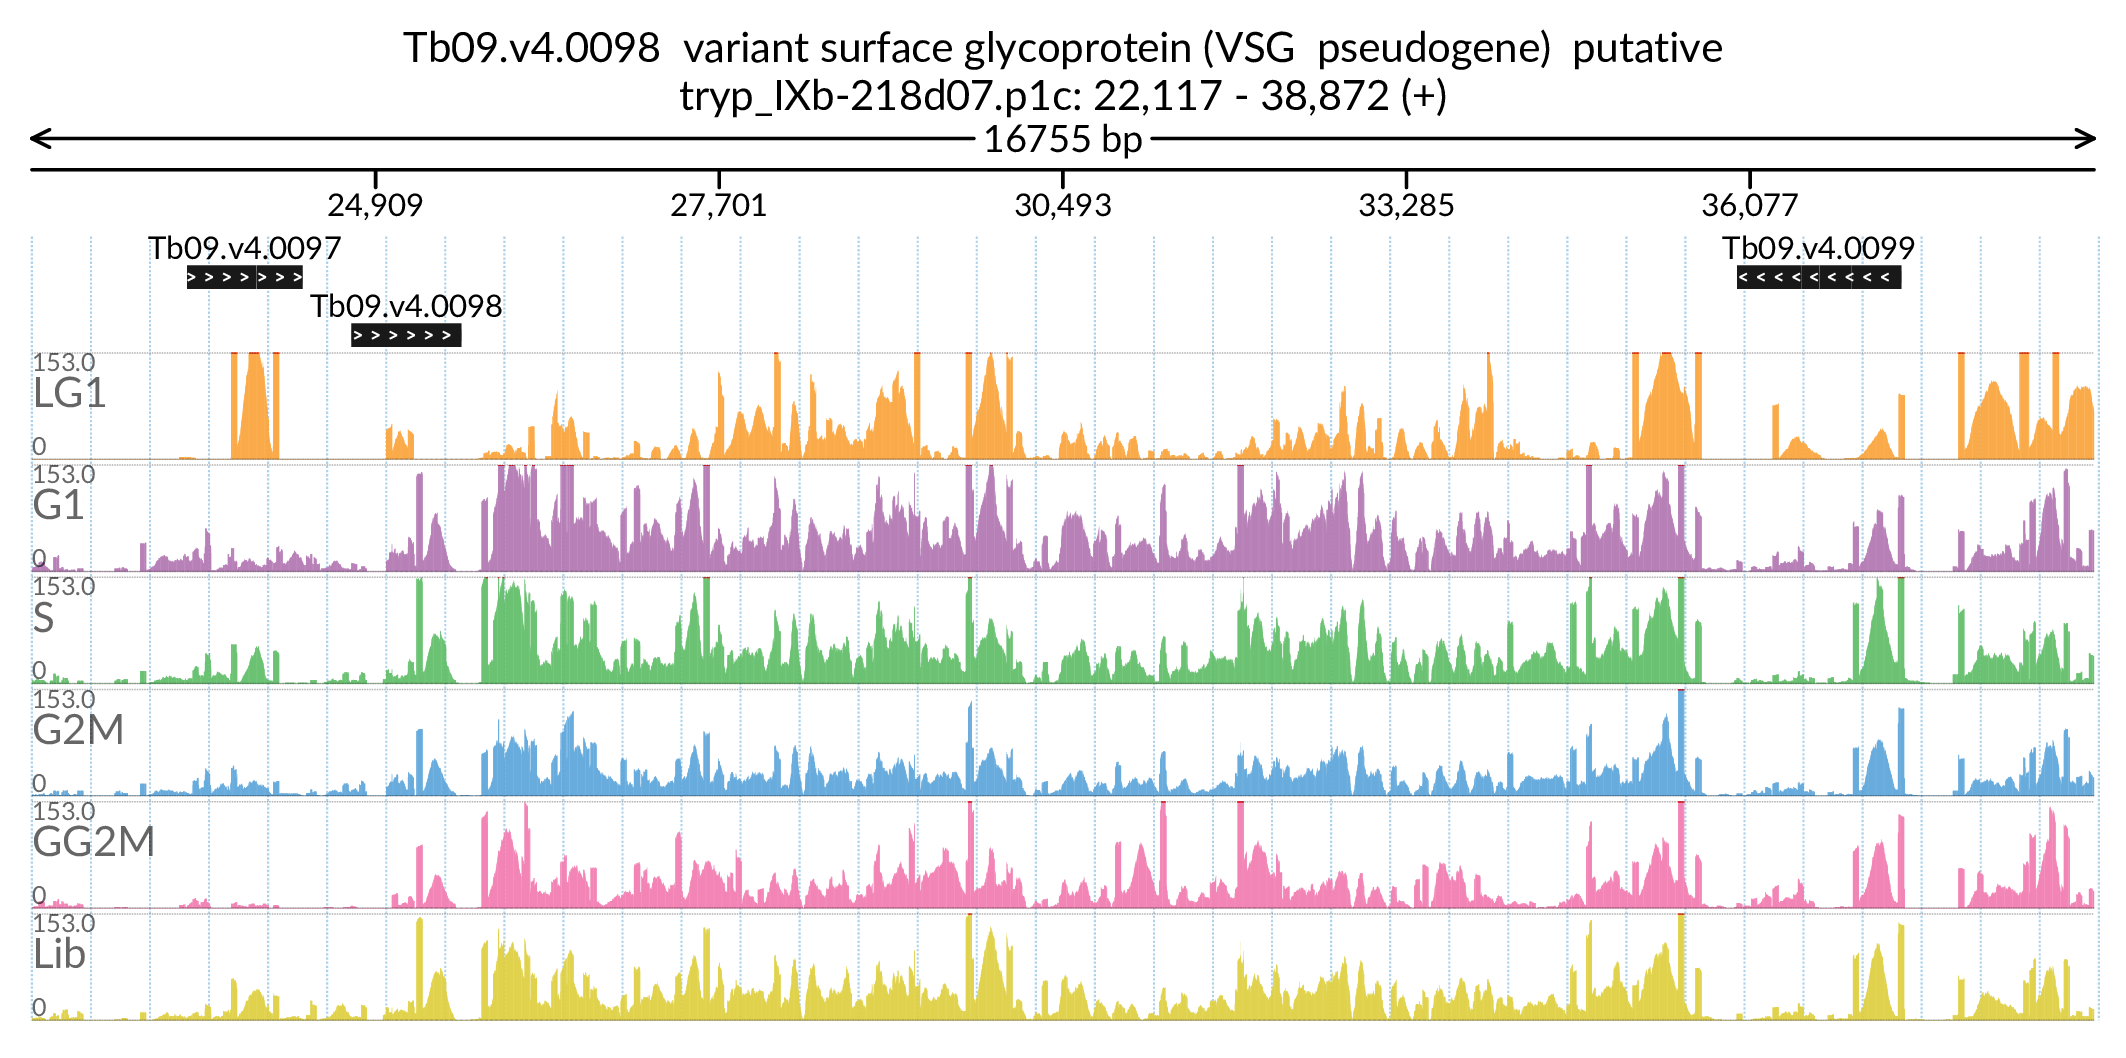 Tb09.v4.0098  variant surface glycoprotein (VSG  pseudogene)  putative
tryp_IXb-218d07.p1c: 22,117 - 38,872 (+)
16755 bp
24,909 27,701 30,493 33,285 36,077
Tb09.v4.0097 Tb09.v4.0099
Tb09.v4.0098
153.0
LG1
0
153.0
G1
0
153.0
S
0
153.0
G2M
0
153.0
GG2M
0
153.0
Lib
0